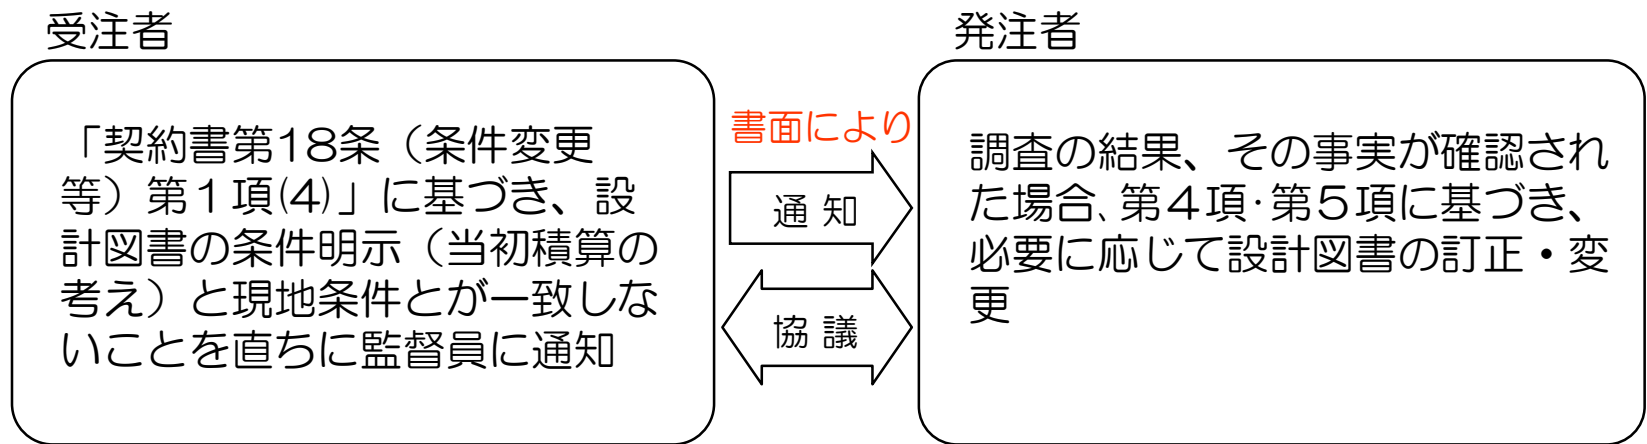 受注者
「契約書第18条（条件変更
等）第１項⑷」に基づき、設
計図書の条件明示（当初積算の
考え）と現地条件とが一致しな
いことを直ちに監督員に通知
書面により
通 知
協 議
発注者
調査の結果、その事実が確認され
た場合、第４項・第５項に基づき、
必要に応じて設計図書の訂正・変
更